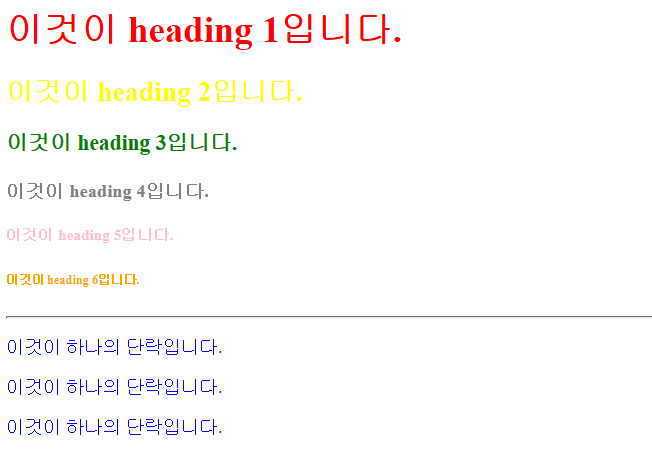 이것이 heading 1입니다.
이것이 heading 2입니다.
이것이 heading 3입니다.
이것이 heading 4입니다.
이것이 heading 5입니다.
이것이 heading 6입니다.
이것이 하나의 단락입니다.
이것이 하나의 단락입니다.
이것이 하나의 단락입니다.